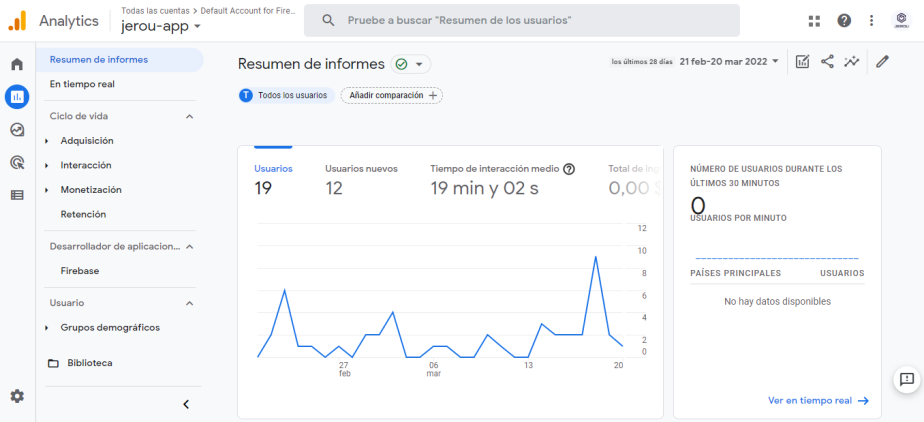 Analytics
Todas las cuentas > Default Account for Fire...
jerou-app
Pruebe a buscar "Resumen de los usuarios"
Resumen de informes
En tiempo real
Ciclo de vida
Adquisición
Interacción
Monetización
Retención
Desarrollador de aplicacion...
Firebase
Usuario
Grupos demográficos
Biblioteca
Resumen de informes
los últimos 28 días 21 feb-20 mar 2022
T Todos los usuarios
Añadir comparación +
Usuarios
19
Usuarios nuevos
12
Tiempo de interacción medio
19 min y 02 s
Total de ing
0,00 $
12
10
8
6
4
2
0
27
feb
06
mar
13
20
NÚMERO DE USUARIOS DURANTE LOS
ÚLTIMOS 30 MINUTOS
0
USUARIOS POR MINUTO
PAÍSES PRINCIPALES USUARIOS
No hay datos disponibles
Ver en tiempo real